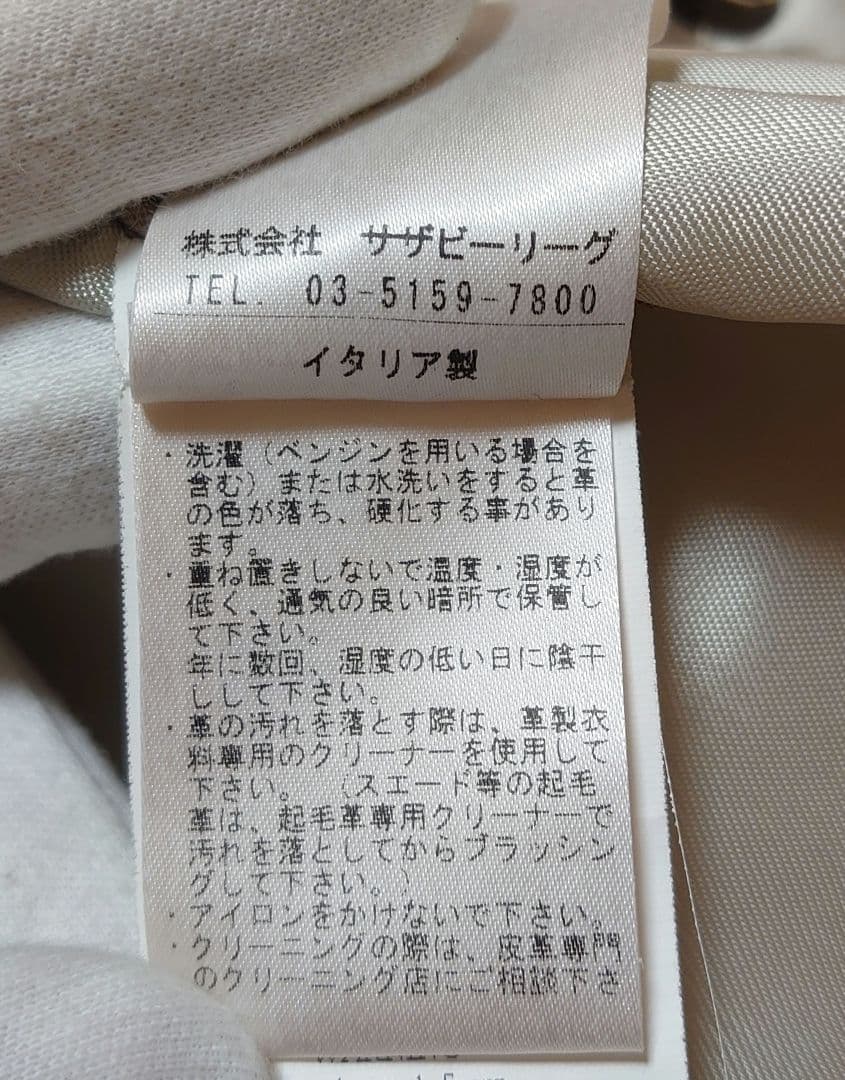 株式会社 サザビーリーグ
TEL. 03-5159-7800
イタリア製
・洗濯（ベンジンを用いる場合を
含む）または水洗いをすると革
の色が落ち、硬化する事があり
ます。
・重ね置きしないで温度・湿度が
低く、通気の良い暗所で保管し
て下さい。
年に数回、湿度の低い日に陰干
しして下さい。
・革の汚れを落とす際は、革製衣
料専用のクリーナーを使用して
下さい。（スエード等の起毛
革は、起毛革専用クリーナーで
汚れを落としてからブラッシン
グして下さい。）
・アイロンをかけないで下さい。
・クリーニングの際は、皮革専門
のクリーニング店にご相談下さ